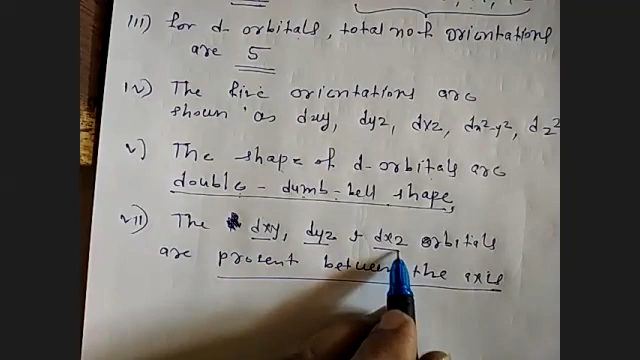 III) For d-orbitals, total no of orientations
are 5
IV) The five orientations are
shown as dxy, dyz, dxz, dx²-y², dz²
V) The shape of d-orbitals are
double-dumb-bell shape
VII) The dxy, dyz & dxz orbitals
are present between the axis